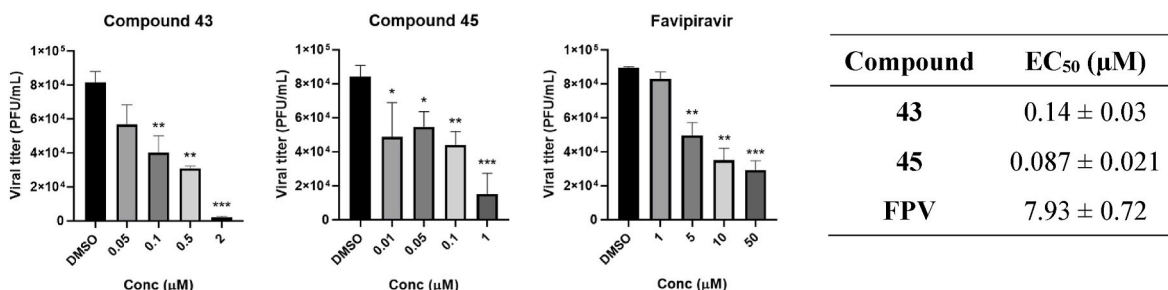 Compound 43
Viral titer (PFU/mL)
1×10⁵
8×10⁴
6×10⁴
4×10⁴
2×10⁴
0
**
**
***
DMSO
0.05
0.1
0.5
2
Conc (μM)
Compound 45
Viral titer (PFU/mL)
1×10⁵
8×10⁴
6×10⁴
4×10⁴
2×10⁴
0
*
*
**
***
DMSO
0.01
0.05
0.1
1
Conc (μM)
Favipiravir
Viral titer (PFU/mL)
1×10⁵
8×10⁴
6×10⁴
4×10⁴
2×10⁴
0
**
**
***
DMSO
1
5
10
50
Conc (μM)
Compound EC₅₀ (μM)
43 0.14 ± 0.03
45 0.087 ± 0.021
FPV 7.93 ± 0.72